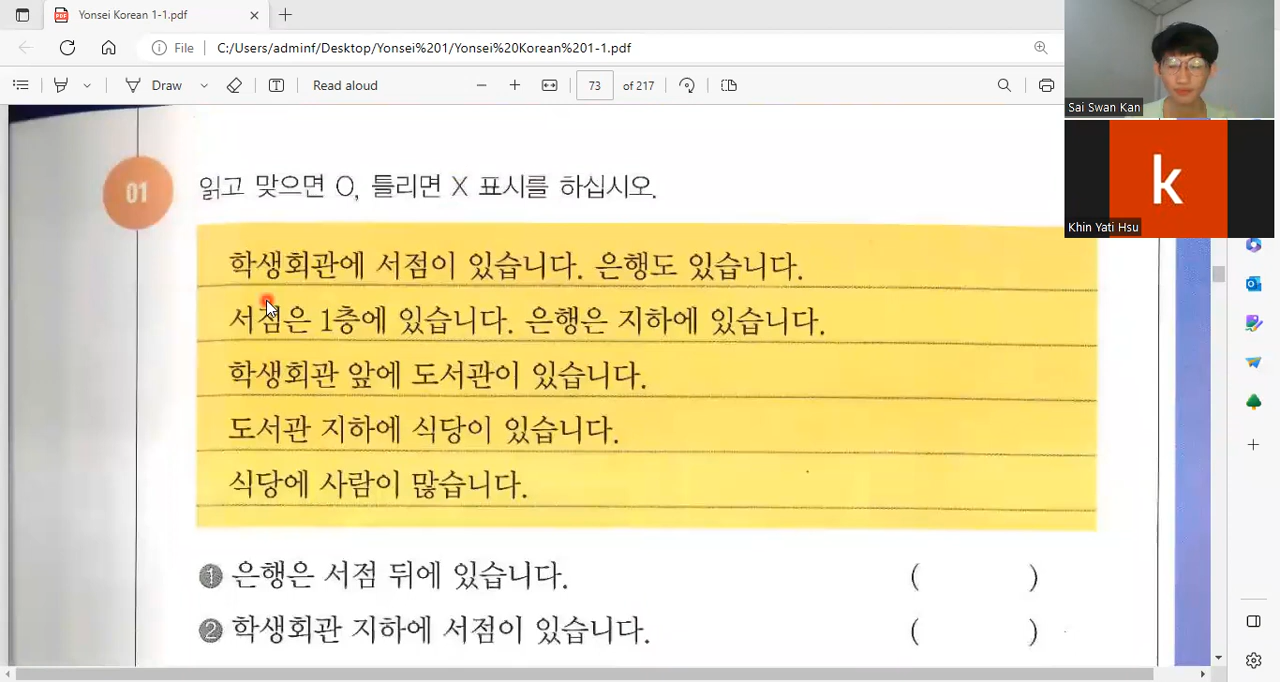 Yonsei Korean 1-1.pdf
File C:/Users/adminf/Desktop/Yonsei%201/Yonsei%20Korean%201-1.pdf
Draw Read aloud 73 of 217
Sai Swan Kan
k
Khin Yati Hsu
01 읽고 맞으면 O, 틀리면 X 표시를 하십시오.
학생회관에 서점이 있습니다. 은행도 있습니다.
서점은 1층에 있습니다. 은행은 지하에 있습니다.
학생회관 앞에 도서관이 있습니다.
도서관 지하에 식당이 있습니다.
식당에 사람이 많습니다.
❶ 은행은 서점 뒤에 있습니다. ( )
❷ 학생회관 지하에 서점이 있습니다. ( )